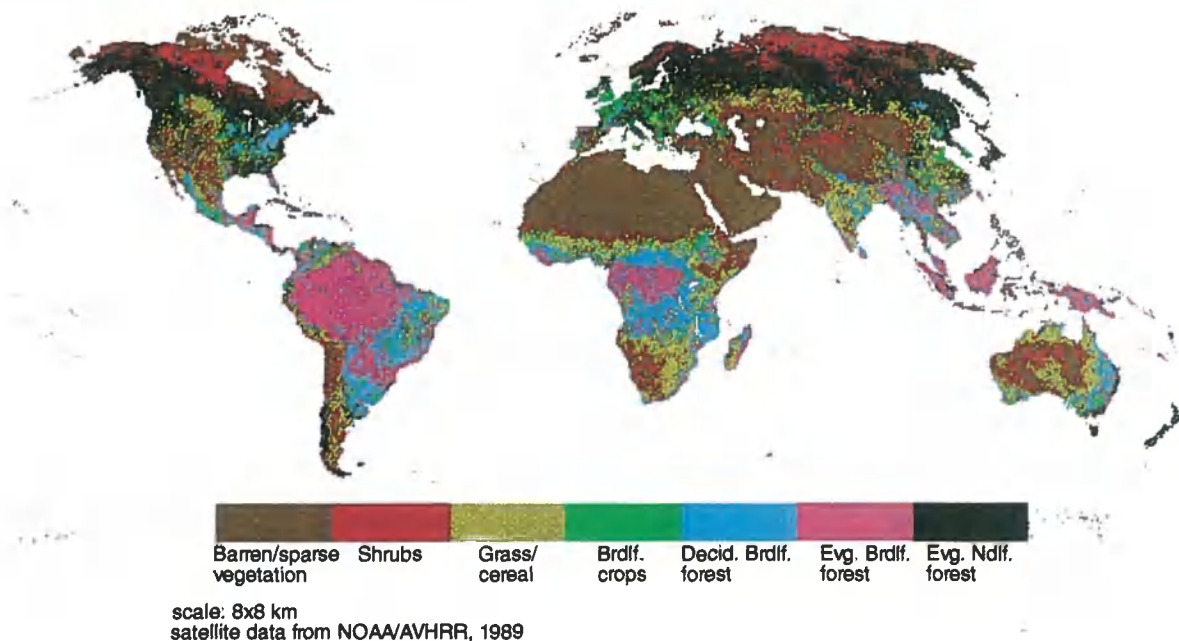 Barren/sparse vegetation
Shrubs
Grass/ cereal
Brdlf. crops
Decid. Brdlf. forest
Evg. Brdlf. forest
Evg. Ndlf. forest
scale: 8x8 km
satellite data from NOAA/AVHRR, 1989